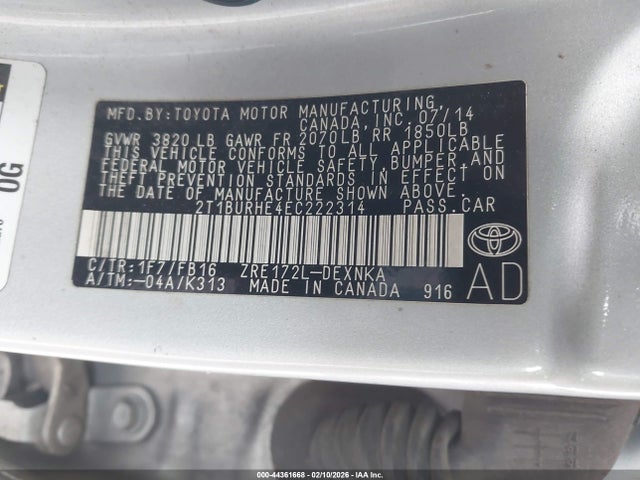 MFD.BY:TOYOTA MOTOR MANUFACTURING,
CANADA,INC. 07/14
GVWR 3820 LB GAWR FR 2070LB,RR 1850LB
THIS VEHICLE CONFORMS TO ALL APPLICABLE
FEDERAL MOTOR VEHICLE SAFETY, BUMPER, AND
THEFT PREVENTION STANDARDS IN EFFECT ON
THE DATE OF MANUFACTURE SHOWN ABOVE.
2T1BURHE4EC222314 PASS.CAR
C/TR:1F7/FB16 ZRE172L-DEXNKA
A/TM:-04A/K313 MADE IN CANADA 916
AD
OG
000-44361668 - 02/10/2026 - IAA Inc.